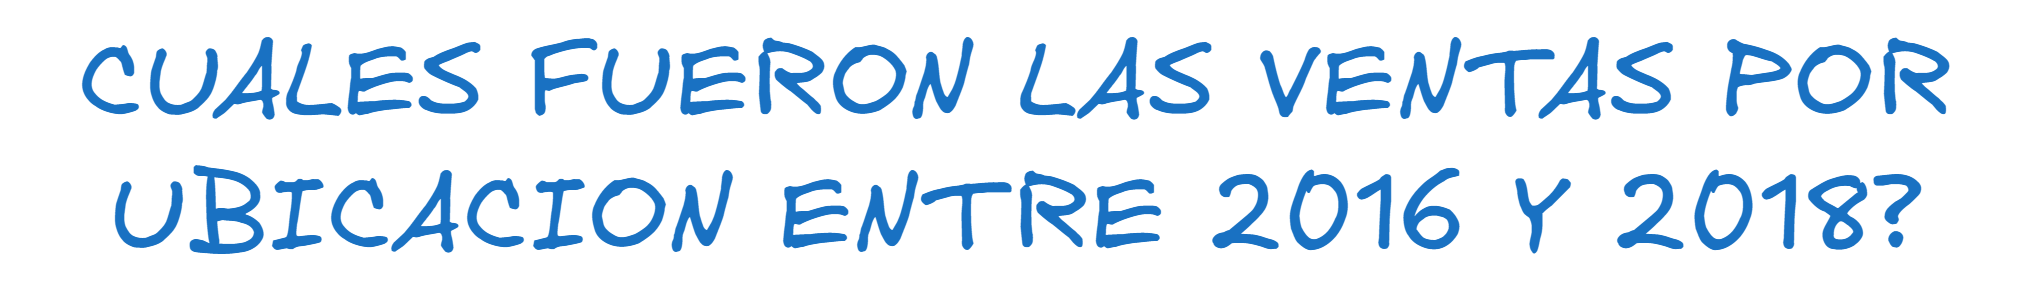 CUALES FUERON LAS VENTAS POR
UBICACION ENTRE 2016 Y 2018?